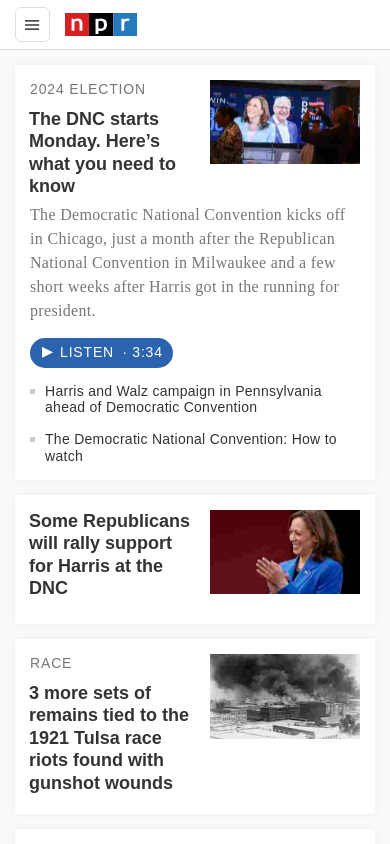 npr
2024 ELECTION
The DNC starts
Monday. Here’s
what you need to
know
The Democratic National Convention kicks off
in Chicago, just a month after the Republican
National Convention in Milwaukee and a few
short weeks after Harris got in the running for
president.
LISTEN · 3:34
Harris and Walz campaign in Pennsylvania
ahead of Democratic Convention
The Democratic National Convention: How to
watch
Some Republicans
will rally support
for Harris at the
DNC
RACE
3 more sets of
remains tied to the
1921 Tulsa race
riots found with
gunshot wounds